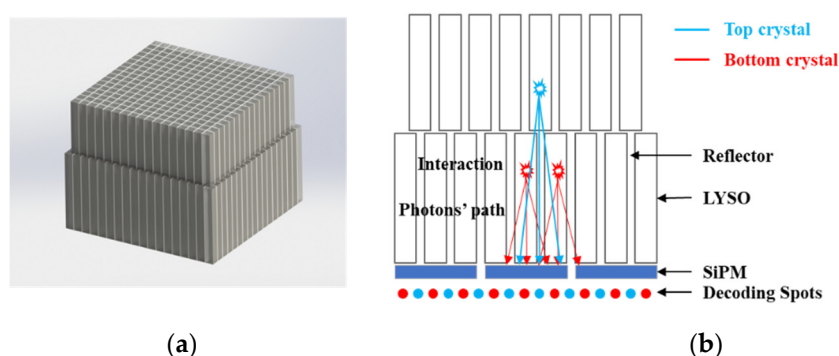 Top crystal
Bottom crystal
Interaction
Reflector
Photons' path
LYSO
SiPM
Decoding Spots
(a)
(b)